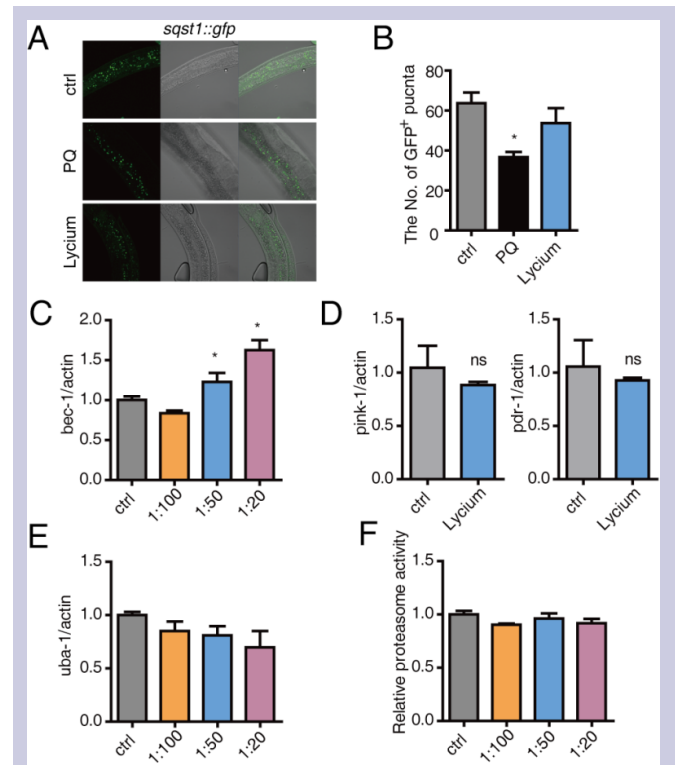 A
sqst1::gfp
ctrl
PQ
Lycium
B
The No. of GFP+ pucnta
80
60
40
20
0
*
ctrl
PQ
Lycium
C
bec-1/actin
2.0
1.5
1.0
0.5
0.0
*
*
ctrl
1:100
1:50
1:20
D
pink-1/actin
1.5
1.0
0.5
0.0
ns
ctrl
Lycium
pdr-1/actin
1.5
1.0
0.5
0.0
ns
ctrl
Lycium
E
uba-1/actin
1.5
1.0
0.5
0.0
ctrl
1:100
1:50
1:20
F
Relative proteasome activity
1.5
1.0
0.5
0.0
ctrl
1:100
1:50
1:20